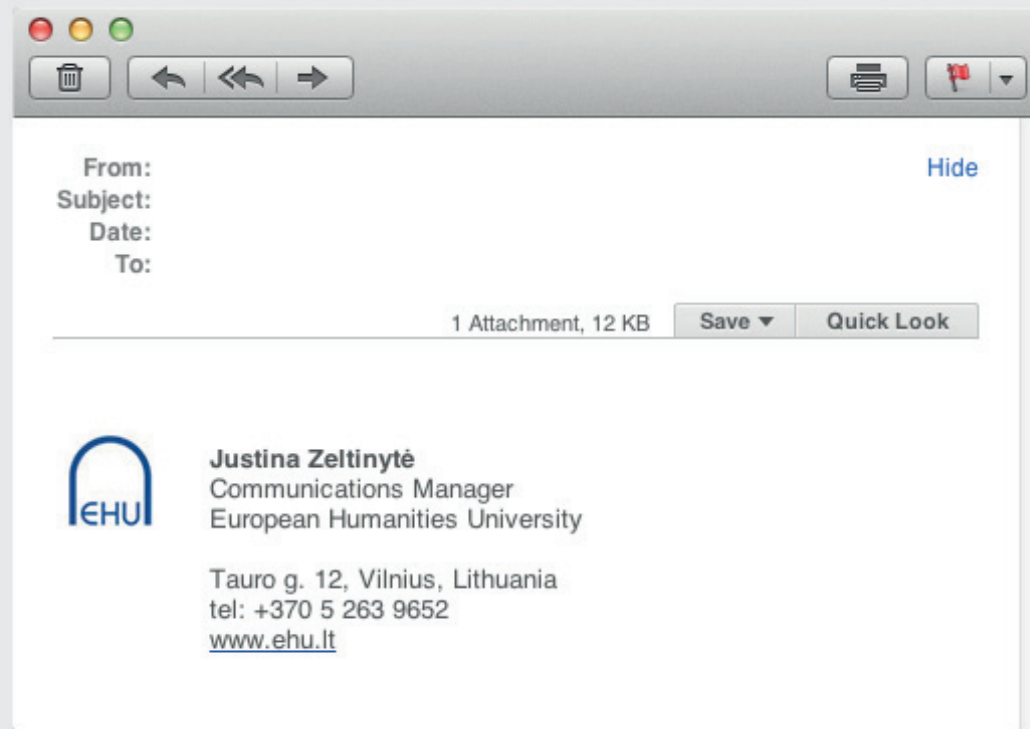 From:
Hide
Subject:
Date:
To:
1 Attachment, 12 KB Save Quick Look
EHU
Justina Zeltinytė
Communications Manager
European Humanities University
Tauro g. 12, Vilnius, Lithuania
tel: +370 5 263 9652
www.ehu.lt